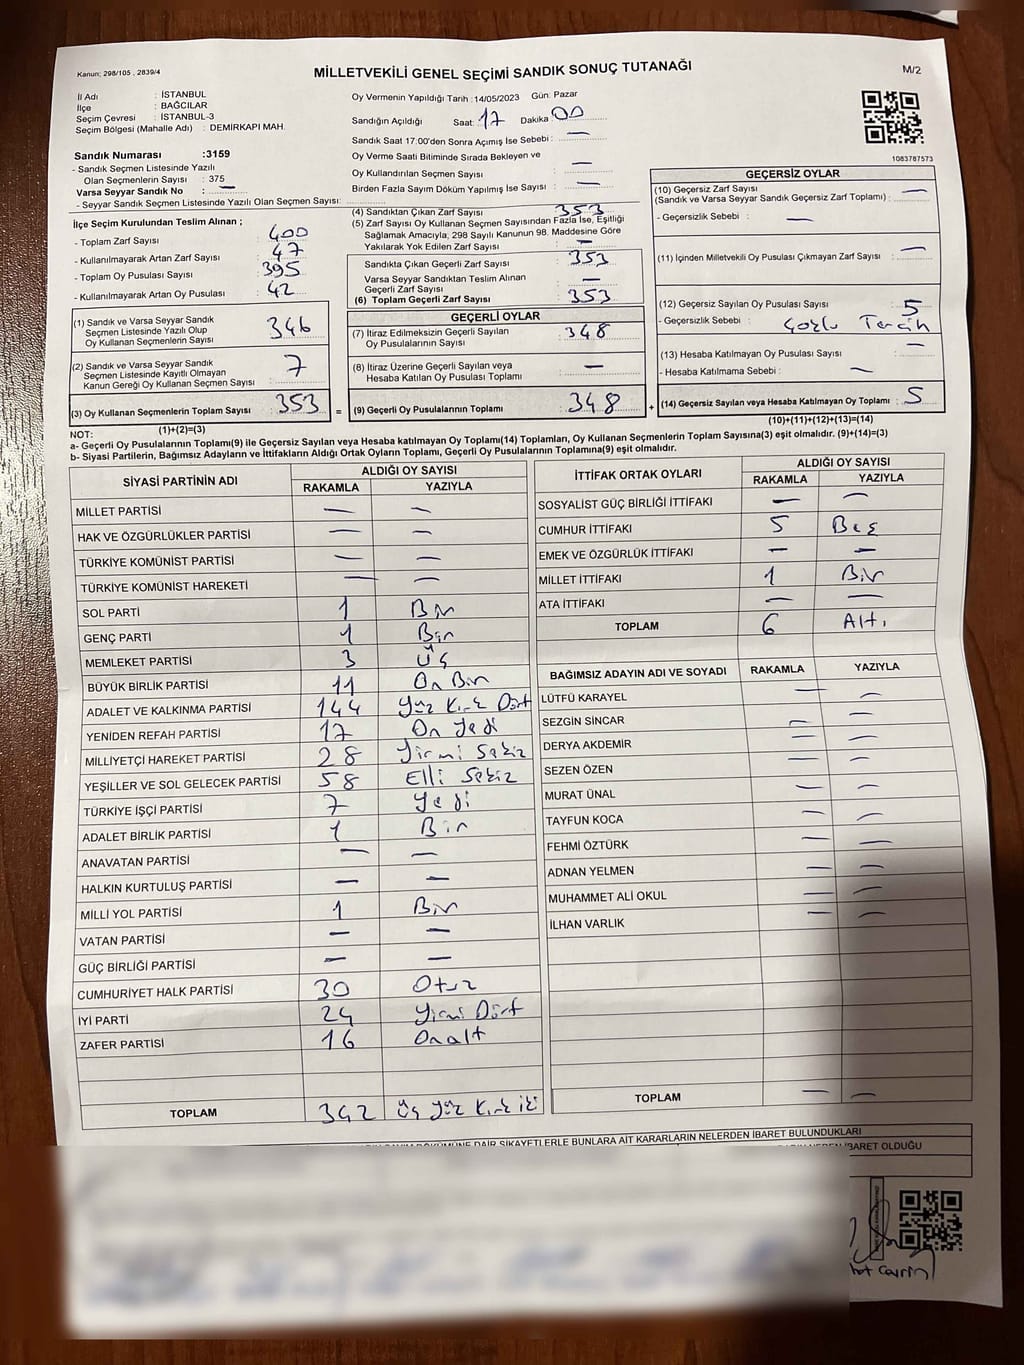 Kanun; 298/105 , 2839/4
MİLLETVEKİLİ GENEL SEÇİMİ SANDIK SONUÇ TUTANAĞI
M/2
İl Adı : İSTANBUL
İlçe : BAĞCILAR
Seçim Çevresi : İSTANBUL-3
Seçim Bölgesi (Mahalle Adı) : DEMİRKAPI MAH.
Sandık Numarası :3159
- Sandık Seçmen Listesinde Yazılı
Olan Seçmenlerin Sayısı : 375
Varsa Seyyar Sandık No : —
- Seyyar Sandık Seçmen Listesinde Yazılı Olan Seçmen Sayısı:
Oy Vermenin Yapıldığı Tarih :14/05/2023 Gün: Pazar
Sandığın Açıldığı Saat: 17 Dakika 00
Sandık Saat 17:00'den Sonra Açımış İse Sebebi : —
Oy Verme Saati Bitiminde Sırada Bekleyen ve
Oy Kullandırılan Seçmen Sayısı —
Birden Fazla Sayım Döküm Yapılmış İse Sayısı : —
1083787573
İlçe Seçim Kurulundan Teslim Alınan ;
- Toplam Zarf Sayısı : 400
- Kullanılmayarak Artan Zarf Sayısı : 47
- Toplam Oy Pusulası Sayısı : 395
- Kullanılmayarak Artan Oy Pusulası : 42
(1) Sandık ve Varsa Seyyar Sandık
Seçmen Listesinde Yazılı Olup
Oy Kullanan Seçmenlerin Sayısı : 346
(2) Sandık ve Varsa Seyyar Sandık
Seçmen Listesinde Kayıtlı Olmayan
Kanun Gereği Oy Kullanan Seçmen Sayısı : 7
(3) Oy Kullanan Seçmenlerin Toplam Sayısı : 353
(1)+(2)=(3)
(4) Sandıktan Çıkan Zarf Sayısı : 353
(5) Zarf Sayısı Oy Kullanan Seçmen Sayısından Fazla İse, Eşitliği
Sağlamak Amacıyla, 298 Sayılı Kanunun 98. Maddesine Göre
Yakılarak Yok Edilen Zarf Sayısı : —
Sandıkta Çıkan Geçerli Zarf Sayısı : 353
Varsa Seyyar Sandıktan Teslim Alınan
Geçerli Zarf Sayısı : —
(6) Toplam Geçerli Zarf Sayısı : 353
GEÇERLİ OYLAR
(7) İtiraz Edilmeksizin Geçerli Sayılan
Oy Pusulalarının Sayısı : 348
(8) İtiraz Üzerine Geçerli Sayılan veya
Hesaba Katılan Oy Pusulası Toplamı : —
= (9) Geçerli Oy Pusulalarının Toplamı : 348
GEÇERSİZ OYLAR
(10) Geçersiz Zarf Sayısı
(Sandık ve Varsa Seyyar Sandık Geçersiz Zarf Toplamı) : —
- Geçersizlik Sebebi : —
(11) İçinden Milletvekili Oy Pusulası Çıkmayan Zarf Sayısı : —
(12) Geçersiz Sayılan Oy Pusulası Sayısı : 5
- Geçersizlik Sebebi : Çoklu Tercih
(13) Hesaba Katılmayan Oy Pusulası Sayısı : —
- Hesaba Katılmama Sebebi : —
+ (14) Geçersiz Sayılan veya Hesaba Katılmayan Oy Toplamı : 5
(10)+(11)+(12)+(13)=(14)
NOT:
a- Geçerli Oy Pusulalarının Toplamı(9) ile Geçersiz Sayılan veya Hesaba katılmayan Oy Toplamı(14) Toplamları, Oy Kullanan Seçmenlerin Toplam Sayısına(3) eşit olmalıdır. (9)+(14)=(3)
b- Siyasi Partilerin, Bağımsız Adayların ve İttifakların Aldığı Ortak Oyların Toplamı, Geçerli Oy Pusulalarının Toplamına(9) eşit olmalıdır.
SİYASİ PARTİNİN ADI ALDIĞI OY SAYISI
RAKAMLA YAZIYLA
MİLLET PARTİSİ — —
HAK VE ÖZGÜRLÜKLER PARTİSİ — —
TÜRKİYE KOMÜNİST PARTİSİ — —
TÜRKİYE KOMÜNİST HAREKETİ — —
SOL PARTİ 1 Bir
GENÇ PARTİ 1 Bir
MEMLEKET PARTİSİ 3 Üç
BÜYÜK BİRLİK PARTİSİ 11 On Bir
ADALET VE KALKINMA PARTİSİ 144 Yüz Kırk Dört
YENİDEN REFAH PARTİSİ 17 On Yedi
MİLLİYETÇİ HAREKET PARTİSİ 28 Yirmi Sekiz
YEŞİLLER VE SOL GELECEK PARTİSİ 58 Elli Sekiz
TÜRKİYE İŞÇİ PARTİSİ 7 Yedi
ADALET BİRLİK PARTİSİ 1 Bir
ANAVATAN PARTİSİ — —
HALKIN KURTULUŞ PARTİSİ — —
MİLLİ YOL PARTİSİ 1 Bir
VATAN PARTİSİ — —
GÜÇ BİRLİĞİ PARTİSİ — —
CUMHURİYET HALK PARTİSİ 30 Otuz
İYİ PARTİ 24 Yirmi Dört
ZAFER PARTİSİ 16 Onaltı
TOPLAM 342 Üç Yüz Kırk iki
İTTİFAK ORTAK OYLARI ALDIĞI OY SAYISI
RAKAMLA YAZIYLA
SOSYALİST GÜÇ BİRLİĞİ İTTİFAKI — —
CUMHUR İTTİFAKI 5 Beş
EMEK VE ÖZGÜRLÜK İTTİFAKI — —
MİLLET İTTİFAKI 1 Bir
ATA İTTİFAKI — —
TOPLAM 6 Altı
BAĞIMSIZ ADAYIN ADI VE SOYADI RAKAMLA YAZIYLA
LÜTFÜ KARAYEL — —
SEZGİN SİNCAR — —
DERYA AKDEMİR — —
SEZEN ÖZEN — —
MURAT ÜNAL — —
TAYFUN KOCA — —
FEHMİ ÖZTÜRK — —
ADNAN YELMEN — —
MUHAMMET ALİ OKUL — —
İLHAN VARLIK — —
TOPLAM — —
DÖKÜMÜNE DAİR ŞİKAYETLERLE BUNLARA AİT KARARLARIN NELERDEN İBARET BULUNDUKLARI
İBARET OLDUĞU